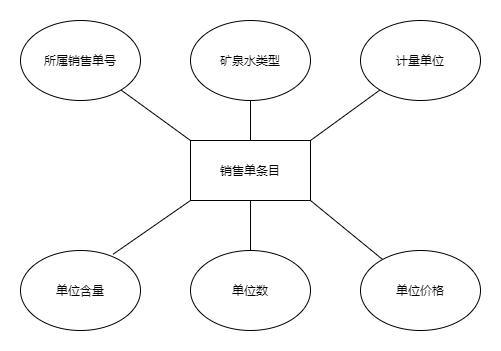 所属销售单号
矿泉水类型
计量单位
销售单条目
单位含量
单位数
单位价格